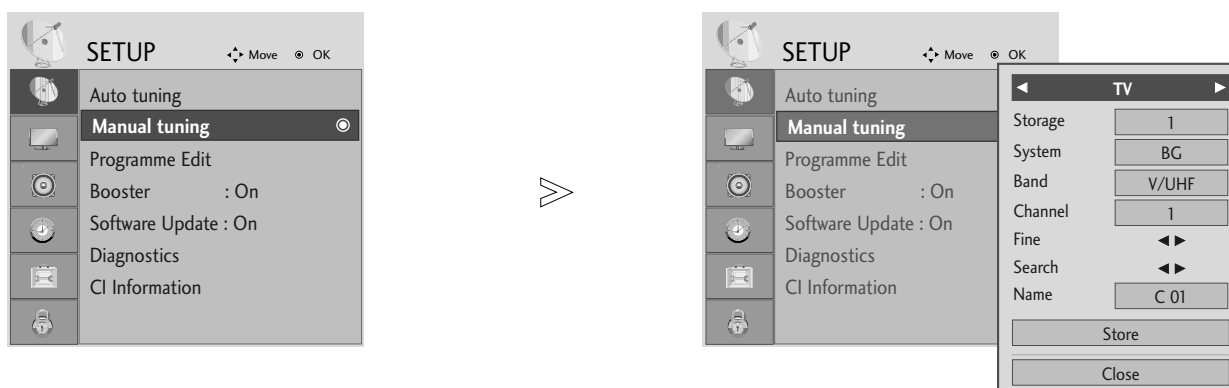 SETUP Move OK
Auto tuning
Manual tuning
Programme Edit
Booster : On
Software Update : On
Diagnostics
CI Information
SETUP Move OK
Auto tuning
Manual tuning
Programme Edit
Booster : On
Software Update : On
Diagnostics
CI Information
◄ TV ►
Storage 1
System BG
Band V/UHF
Channel 1
Fine ◄ ►
Search ◄ ►
Name C 01
Store
Close